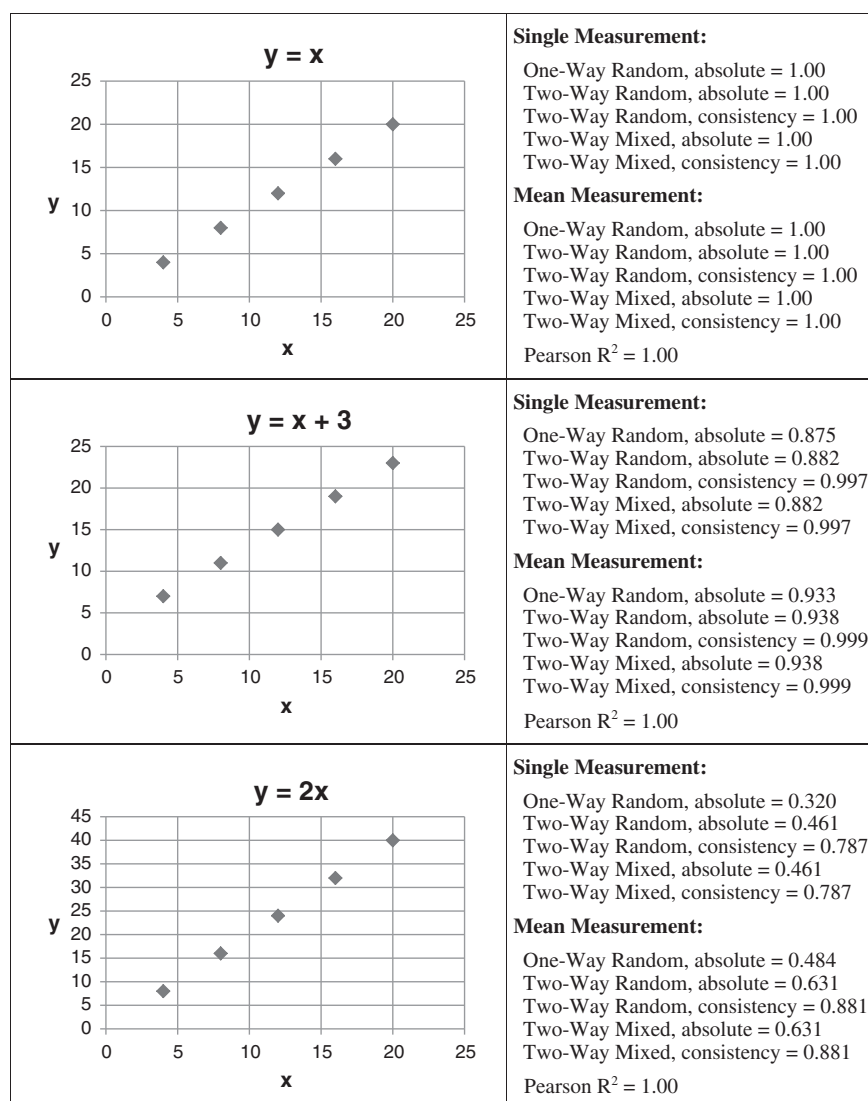 y = x
25
20
15
y 10
5
0
0 5 10 15 20 25
x
Single Measurement:
One-Way Random, absolute = 1.00
Two-Way Random, absolute = 1.00
Two-Way Random, consistency = 1.00
Two-Way Mixed, absolute = 1.00
Two-Way Mixed, consistency = 1.00
Mean Measurement:
One-Way Random, absolute = 1.00
Two-Way Random, absolute = 1.00
Two-Way Random, consistency = 1.00
Two-Way Mixed, absolute = 1.00
Two-Way Mixed, consistency = 1.00
Pearson R² = 1.00
y = x + 3
25
20
15
y
10
5
0
0 5 10 15 20 25
x
Single Measurement:
One-Way Random, absolute = 0.875
Two-Way Random, absolute = 0.882
Two-Way Random, consistency = 0.997
Two-Way Mixed, absolute = 0.882
Two-Way Mixed, consistency = 0.997
Mean Measurement:
One-Way Random, absolute = 0.933
Two-Way Random, absolute = 0.938
Two-Way Random, consistency = 0.999
Two-Way Mixed, absolute = 0.938
Two-Way Mixed, consistency = 0.999
Pearson R² = 1.00
y = 2x
45
40
35
30
25
y 20
15
10
5
0
0 5 10 15 20 25
x
Single Measurement:
One-Way Random, absolute = 0.320
Two-Way Random, absolute = 0.461
Two-Way Random, consistency = 0.787
Two-Way Mixed, absolute = 0.461
Two-Way Mixed, consistency = 0.787
Mean Measurement:
One-Way Random, absolute = 0.484
Two-Way Random, absolute = 0.631
Two-Way Random, consistency = 0.881
Two-Way Mixed, absolute = 0.631
Two-Way Mixed, consistency = 0.881
Pearson R² = 1.00